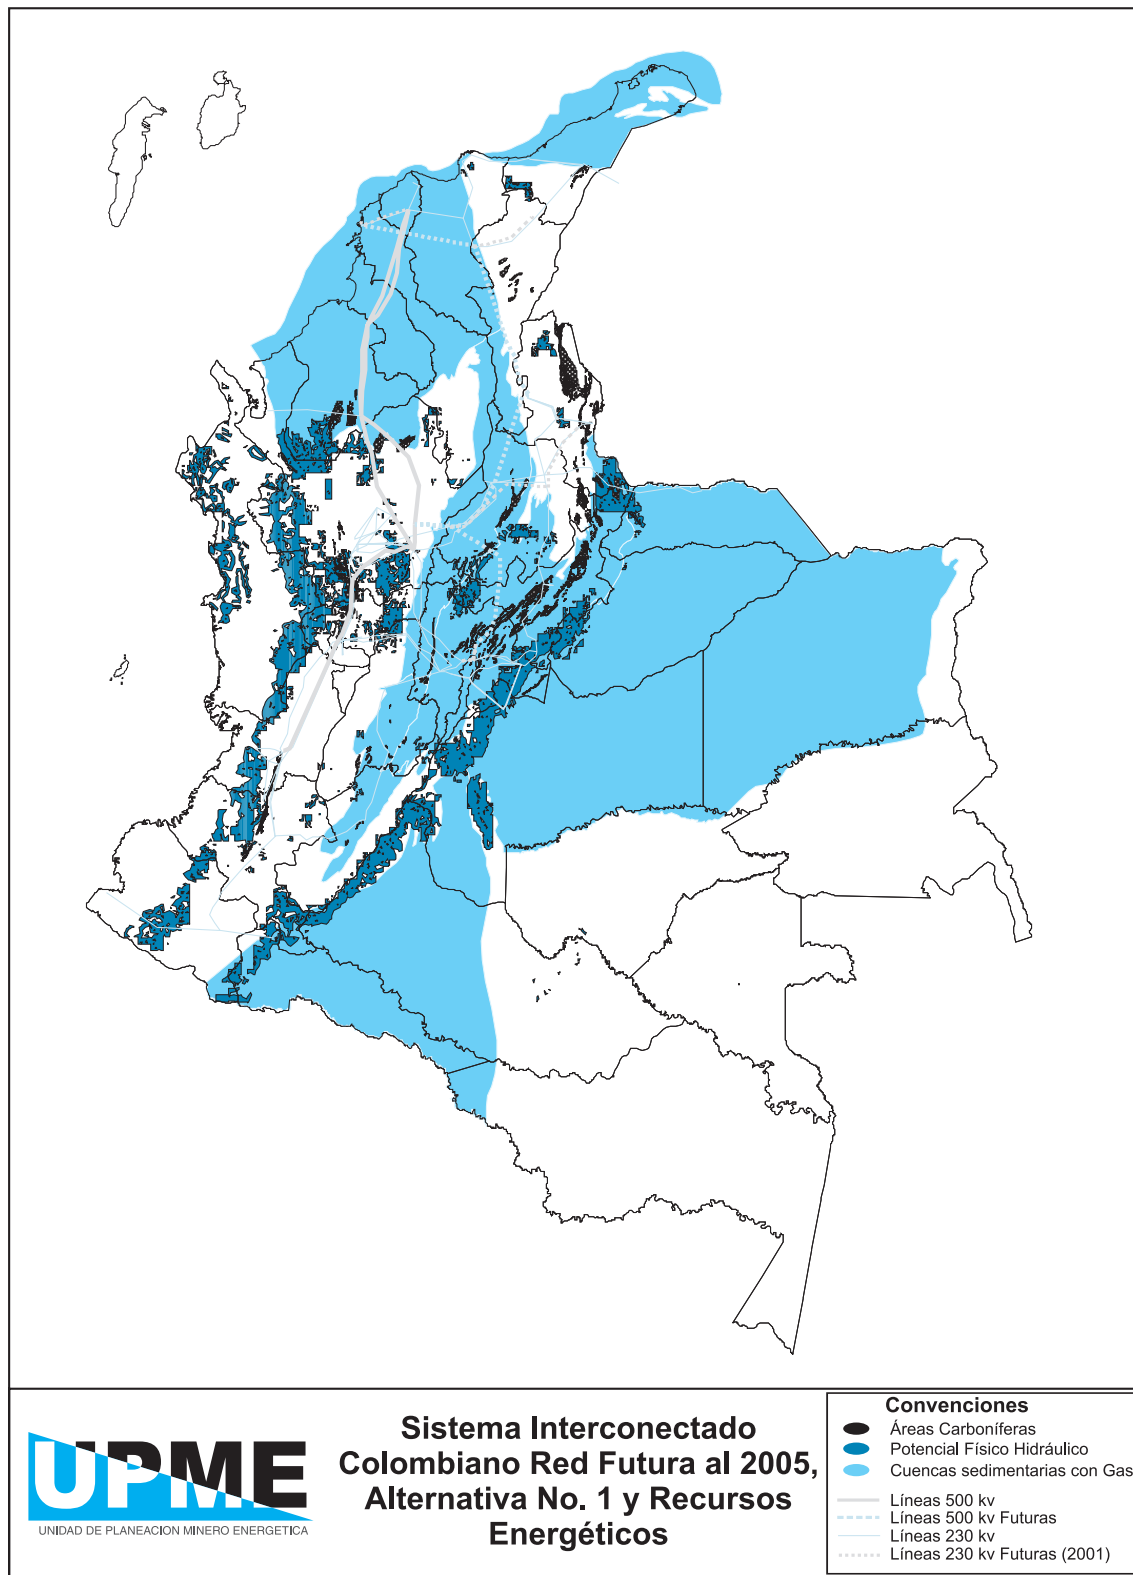 UPME
UNIDAD DE PLANEACION MINERO ENERGETICA
Sistema Interconectado
Colombiano Red Futura al 2005,
Alternativa No. 1 y Recursos
Energéticos
Convenciones
Áreas Carboníferas
Potencial Físico Hidráulico
Cuencas sedimentarias con Gas
Líneas 500 kv
Líneas 500 kv Futuras
Líneas 230 kv
Líneas 230 kv Futuras (2001)